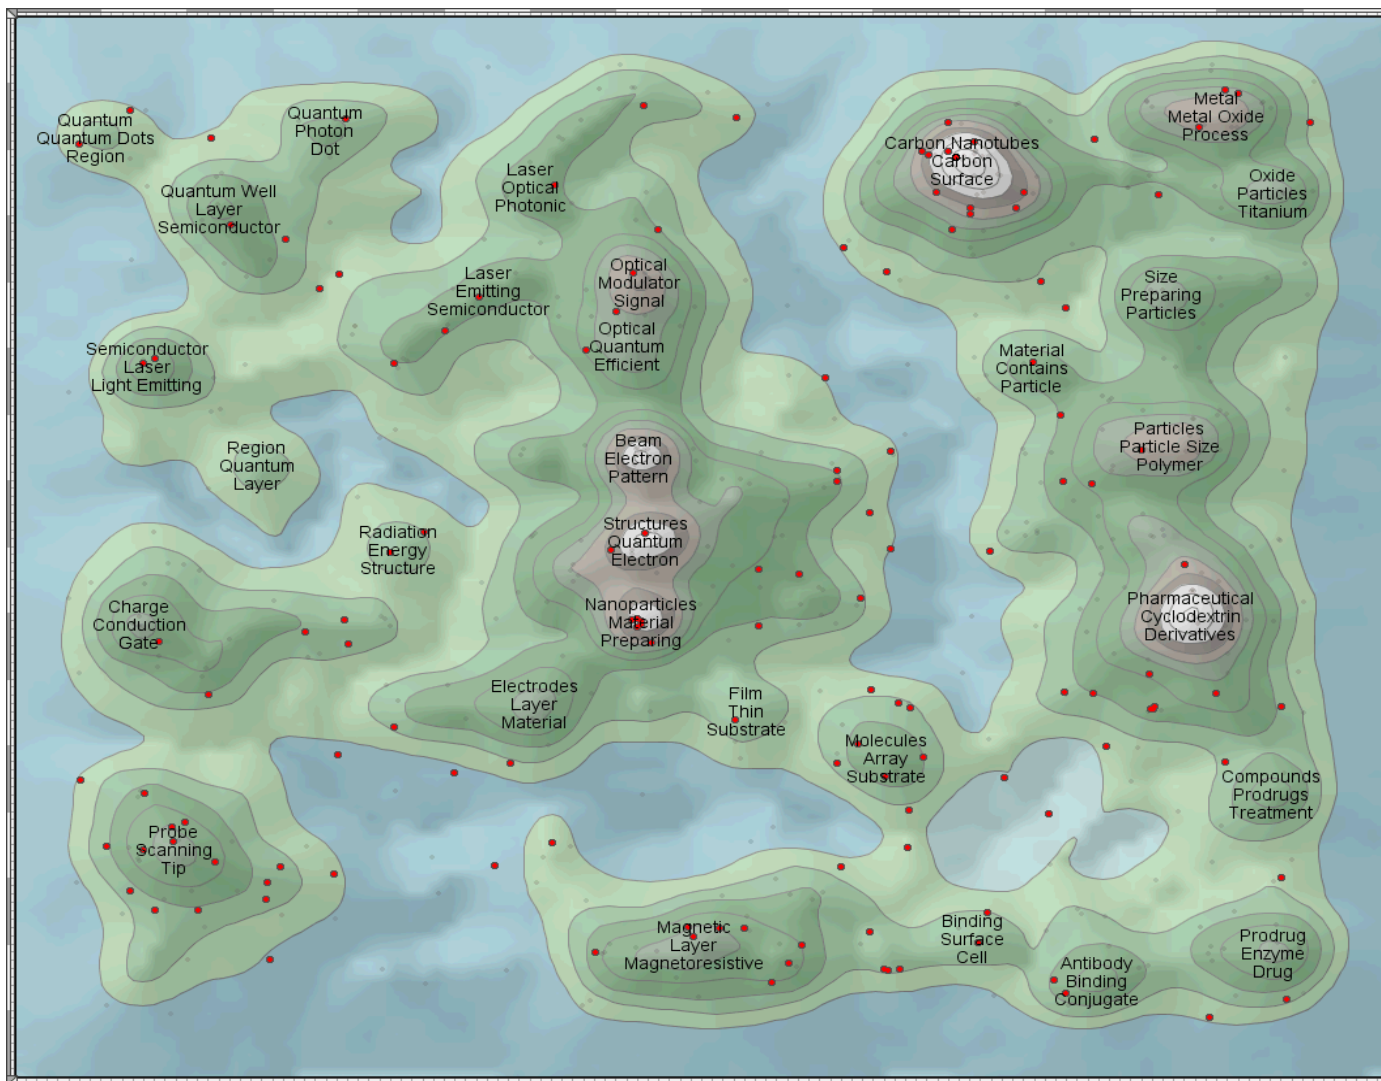 Quantum
Quantum Dots
Region
Quantum
Photon
Dot
Quantum Well
Layer
Semiconductor
Laser
Optical
Photonic
Carbon Nanotubes
Carbon
Surface
Metal
Metal Oxide
Process
Oxide
Particles
Titanium
Laser
Emitting
Semiconductor
Optical
Modulator
Signal
Optical
Quantum
Efficient
Size
Preparing
Particles
Semiconductor
Laser
Light Emitting
Material
Contains
Particle
Region
Quantum
Layer
Beam
Electron
Pattern
Particles
Particle Size
Polymer
Radiation
Energy
Structure
Structures
Quantum
Electron
Charge
Conduction
Gate
Nanoparticles
Material
Preparing
Pharmaceutical
Cyclodextrin
Derivatives
Electrodes
Layer
Material
Film
Thin
Substrate
Molecules
Array
Substrate
Compounds
Prodrugs
Treatment
Probe
Scanning
Tip
Magnetic
Layer
Magnetoresistive
Binding
Surface
Cell
Antibody
Binding
Conjugate
Prodrug
Enzyme
Drug